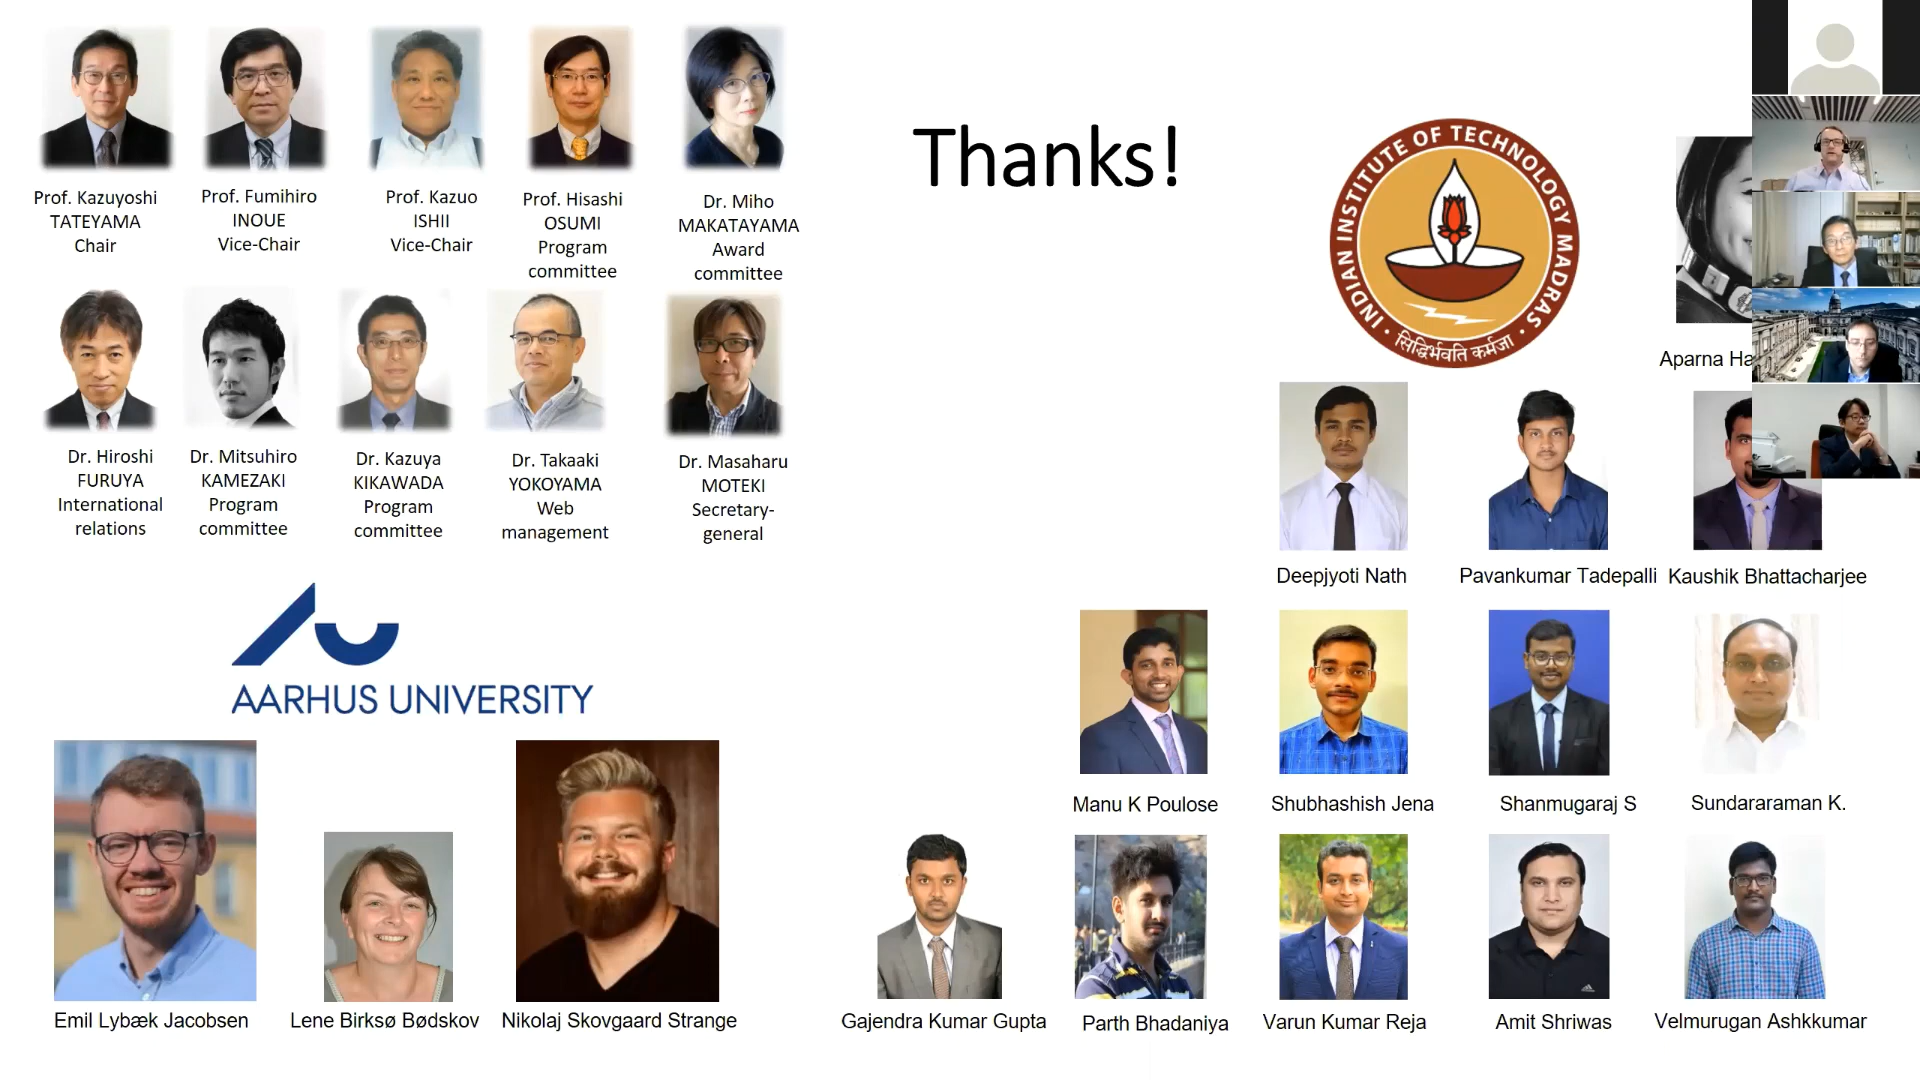 Thanks!
Prof. Kazuyoshi
TATEYAMA
Chair
Prof. Fumihiro
INOUE
Vice-Chair
Prof. Kazuo
ISHII
Vice-Chair
Prof. Hisashi
OSUMI
Program
committee
Dr. Miho
MAKATAYAMA
Award
committee
Dr. Hiroshi
FURUYA
International
relations
Dr. Mitsuhiro
KAMEZAKI
Program
committee
Dr. Kazuya
KIKAWADA
Program
committee
Dr. Takaaki
YOKOYAMA
Web
management
Dr. Masaharu
MOTEKI
Secretary-
general
INDIAN INSTITUTE OF TECHNOLOGY MADRAS
सिद्धिर्भवति कर्मजा
Aparna Ha
Deepjyoti Nath
Pavankumar Tadepalli
Kaushik Bhattacharjee
AARHUS UNIVERSITY
Manu K Poulose
Shubhashish Jena
Shanmugaraj S
Sundararaman K.
Emil Lybæk Jacobsen
Lene Birksø Bødskov
Nikolaj Skovgaard Strange
Gajendra Kumar Gupta
Parth Bhadaniya
Varun Kumar Reja
Amit Shriwas
Velmurugan Ashkkumar